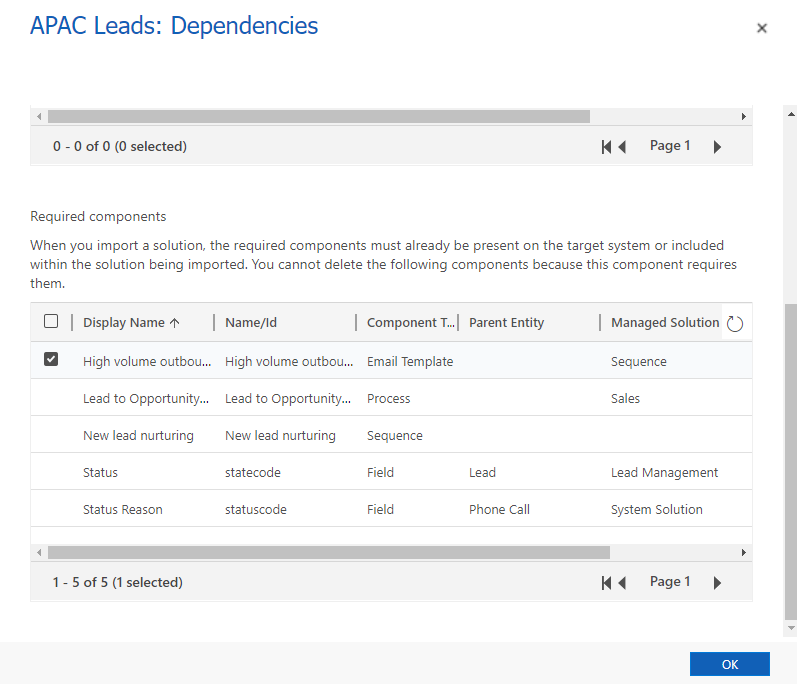 APAC Leads: Dependencies
0 - 0 of 0 (0 selected)
Page 1
Required components
When you import a solution, the required components must already be present on the target system or included
within the solution being imported. You cannot delete the following components because this component requires
them.
Display Name Name/Id Component T... Parent Entity Managed Solution
High volume outbou... High volume outbou... Email Template Sequence
Lead to Opportunity... Lead to Opportunity... Process Sales
New lead nurturing New lead nurturing Sequence
Status statecode Field Lead Lead Management
Status Reason statuscode Field Phone Call System Solution
1 - 5 of 5 (1 selected)
Page 1
OK